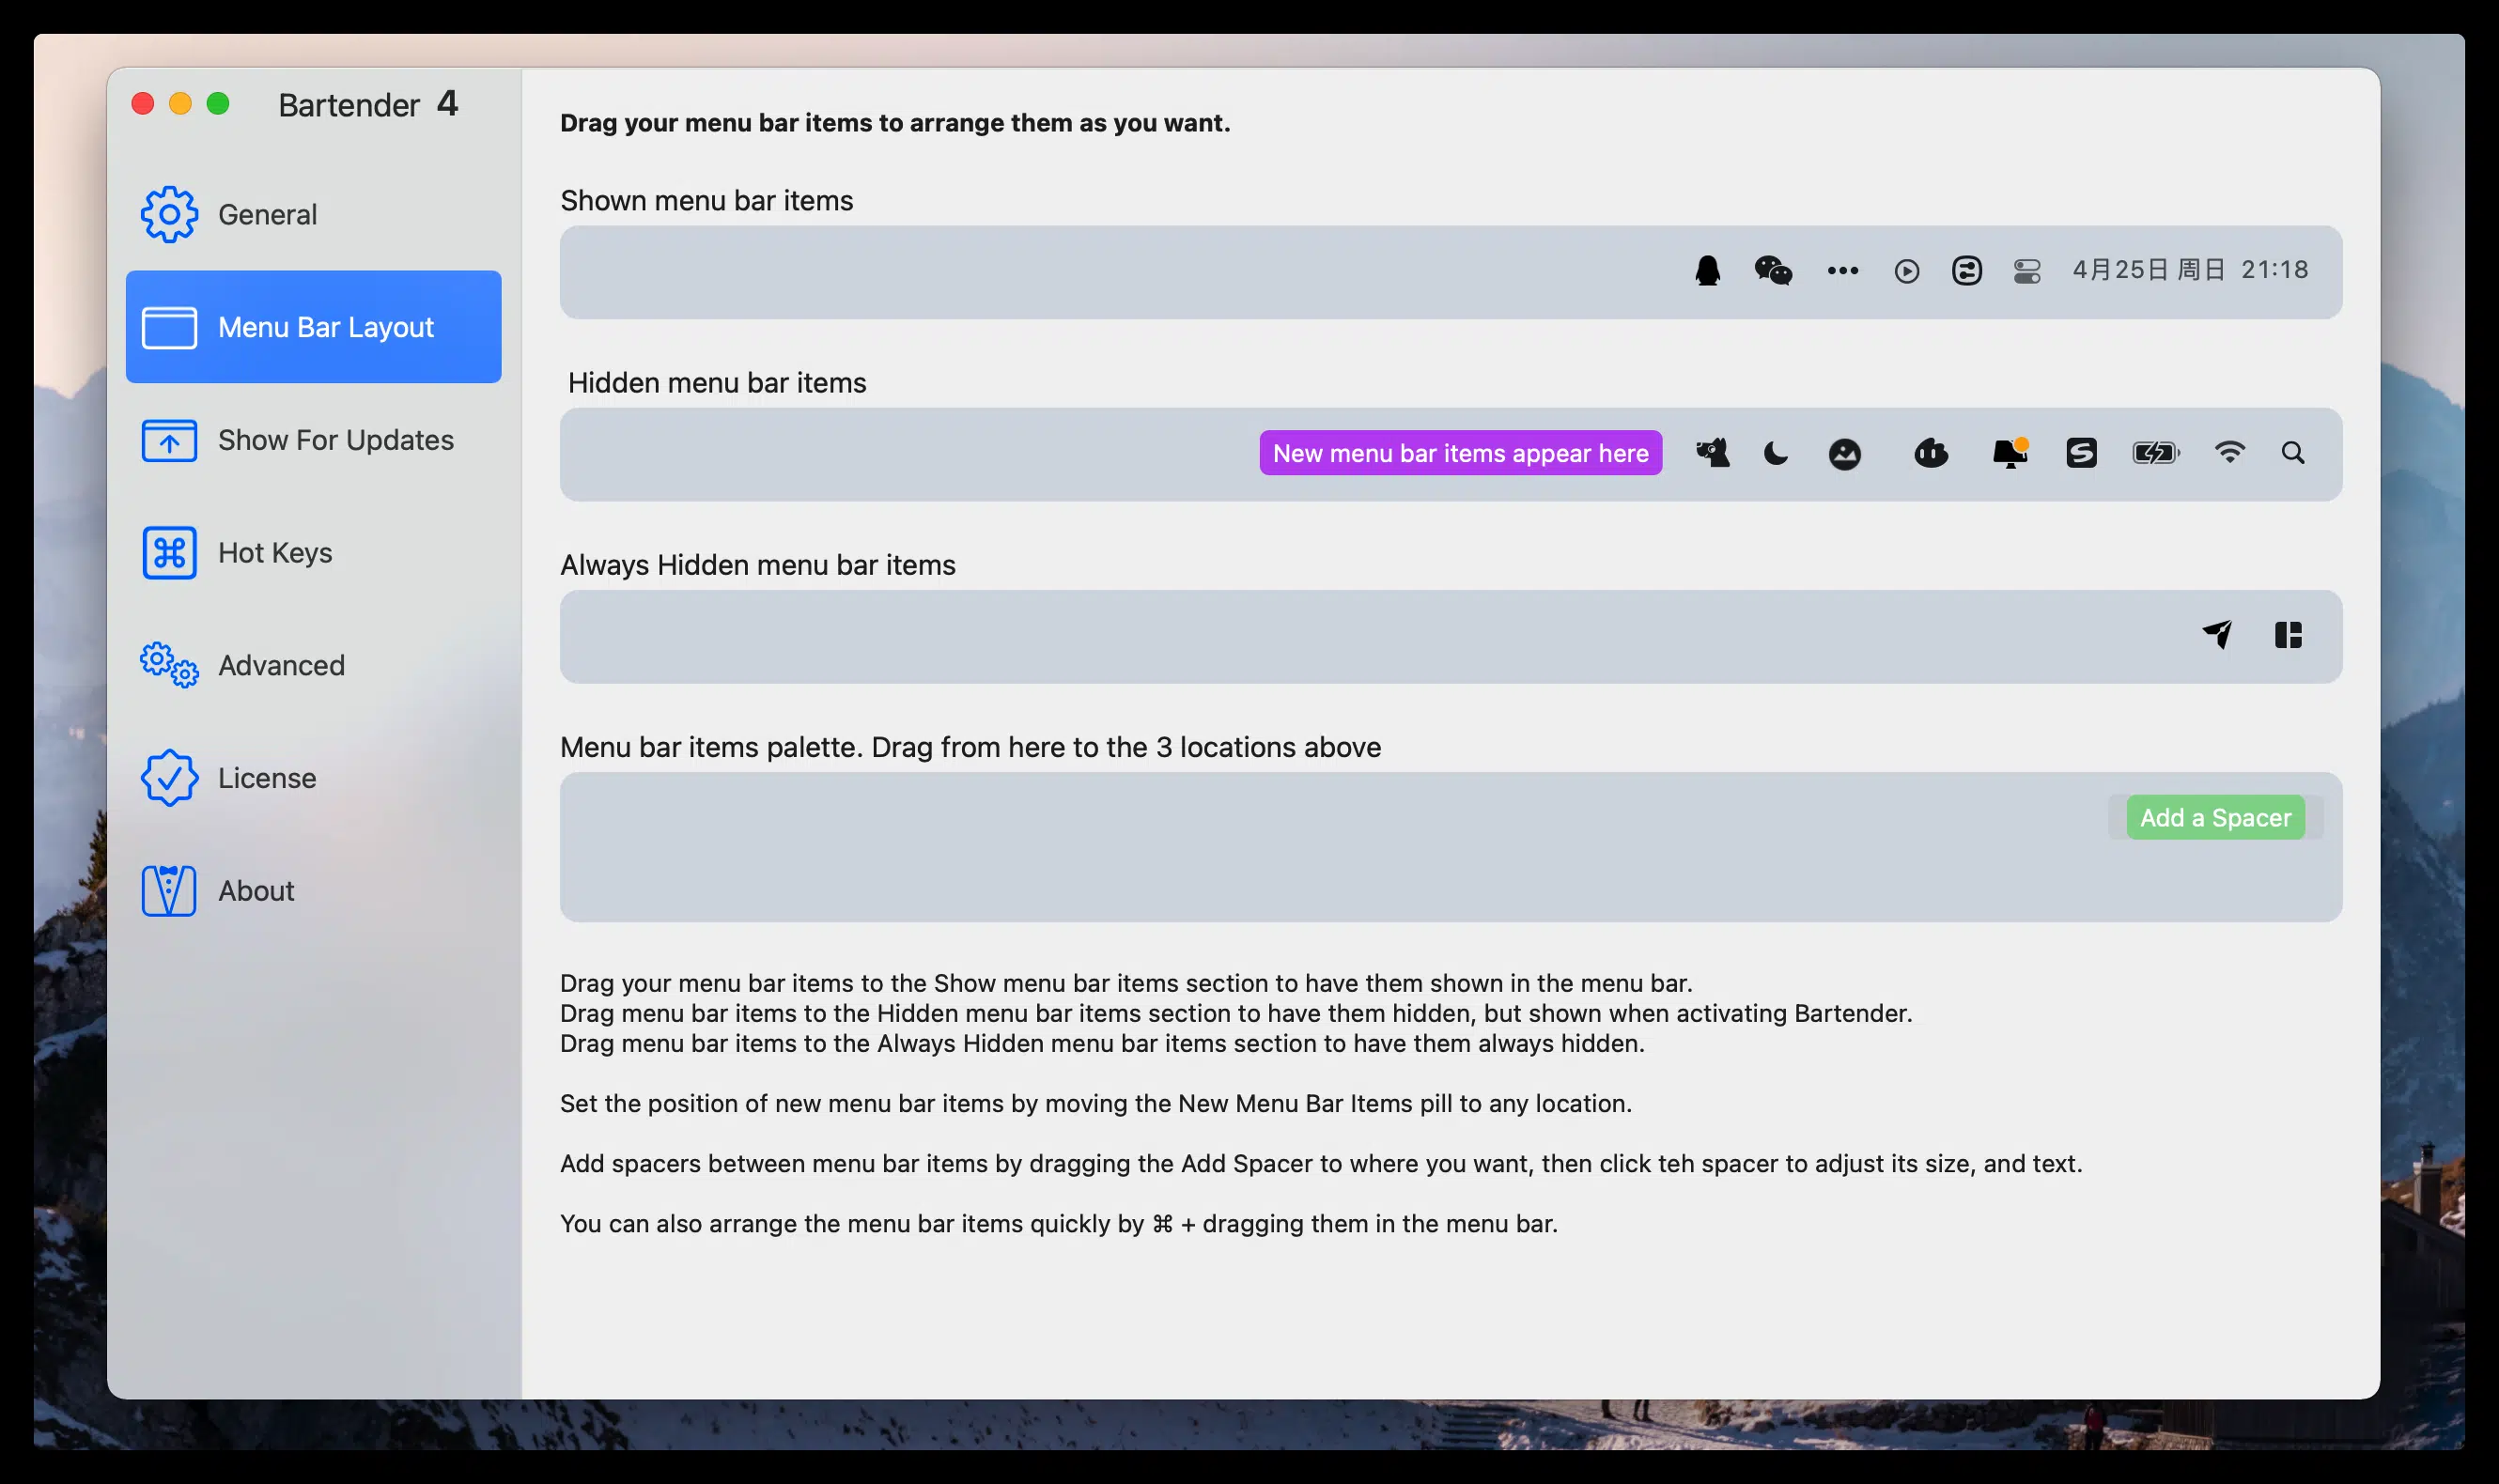 Bartender 4
General
Menu Bar Layout
Show For Updates
Hot Keys
Advanced
License
About
Drag your menu bar items to arrange them as you want.
Shown menu bar items
4月25日 周日 21:18
Hidden menu bar items
New menu bar items appear here
Always Hidden menu bar items
Menu bar items palette. Drag from here to the 3 locations above
Add a Spacer
Drag your menu bar items to the Show menu bar items section to have them shown in the menu bar.
Drag menu bar items to the Hidden menu bar items section to have them hidden, but shown when activating Bartender.
Drag menu bar items to the Always Hidden menu bar items section to have them always hidden.
Set the position of new menu bar items by moving the New Menu Bar Items pill to any location.
Add spacers between menu bar items by dragging the Add Spacer to where you want, then click teh spacer to adjust its size, and text.
You can also arrange the menu bar items quickly by ⌘ + dragging them in the menu bar.